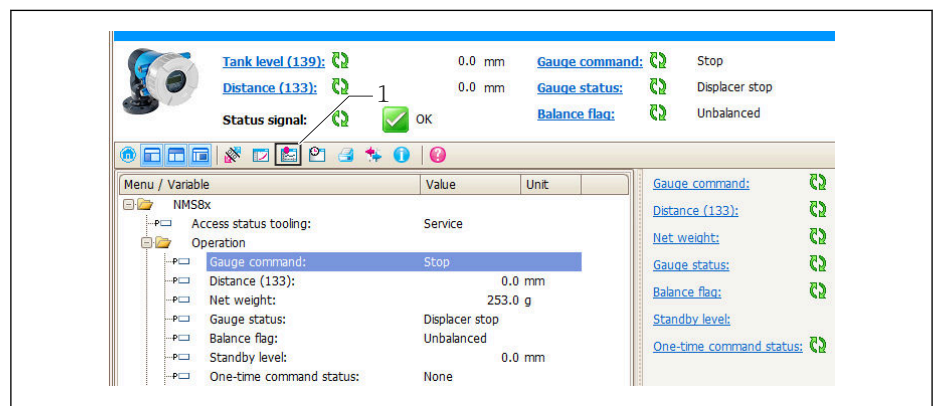 Tank level (139): 0.0 mm Gauge command: Stop
Distance (133): 0.0 mm Gauge status: Displacer stop
1
Status signal: OK Balance flag: Unbalanced
Menu / Variable Value Unit
NMS8x
Access status tooling: Service
Operation
Gauge command: Stop
Distance (133): 0.0 mm
Net weight: 253.0 g
Gauge status: Displacer stop
Balance flag: Unbalanced
Standby level: 0.0 mm
One-time command status: None
Gauge command:
Distance (133):
Net weight:
Gauge status:
Balance flag:
Standby level:
One-time command status: